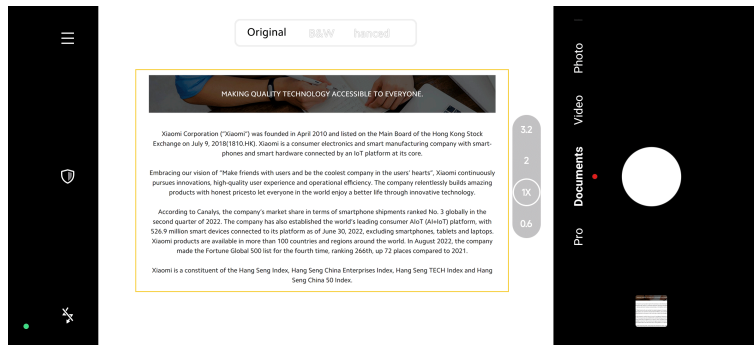 Original B&W hanced
MAKING QUALITY TECHNOLOGY ACCESSIBLE TO EVERYONE.
Xiaomi Corporation ("Xiaomi") was founded in April 2010 and listed on the Main Board of the Hong Kong Stock
Exchange on July 9, 2018(1810.HK). Xiaomi is a consumer electronics and smart manufacturing company with smart-
phones and smart hardware connected by an IoT platform at its core.
Embracing our vision of "Make friends with users and be the coolest company in the users' hearts", Xiaomi continuously
pursues innovations, high-quality user experience and operational efficiency. The company relentlessly builds amazing
products with honest pricesto let everyone in the world enjoy a better life through innovative technology.
According to Canalys, the company's market share in terms of smartphone shipments ranked No. 3 globally in the
second quarter of 2022. The company has also established the world's leading consumer AIoT (AI+IoT) platform, with
526.9 million smart devices connected to its platform as of June 30, 2022, excluding smartphones, tablets and laptops.
Xiaomi products are available in more than 100 countries and regions around the world. In August 2022, the company
made the Fortune Global 500 list for the fourth time, ranking 266th, up 72 places compared to 2021.
Xiaomi is a constituent of the Hang Seng Index, Hang Seng China Enterprises Index, Hang Seng TECH Index and Hang
Seng China 50 Index.
3.2
2
1X
0.6
Photo
Video
Documents
Pro